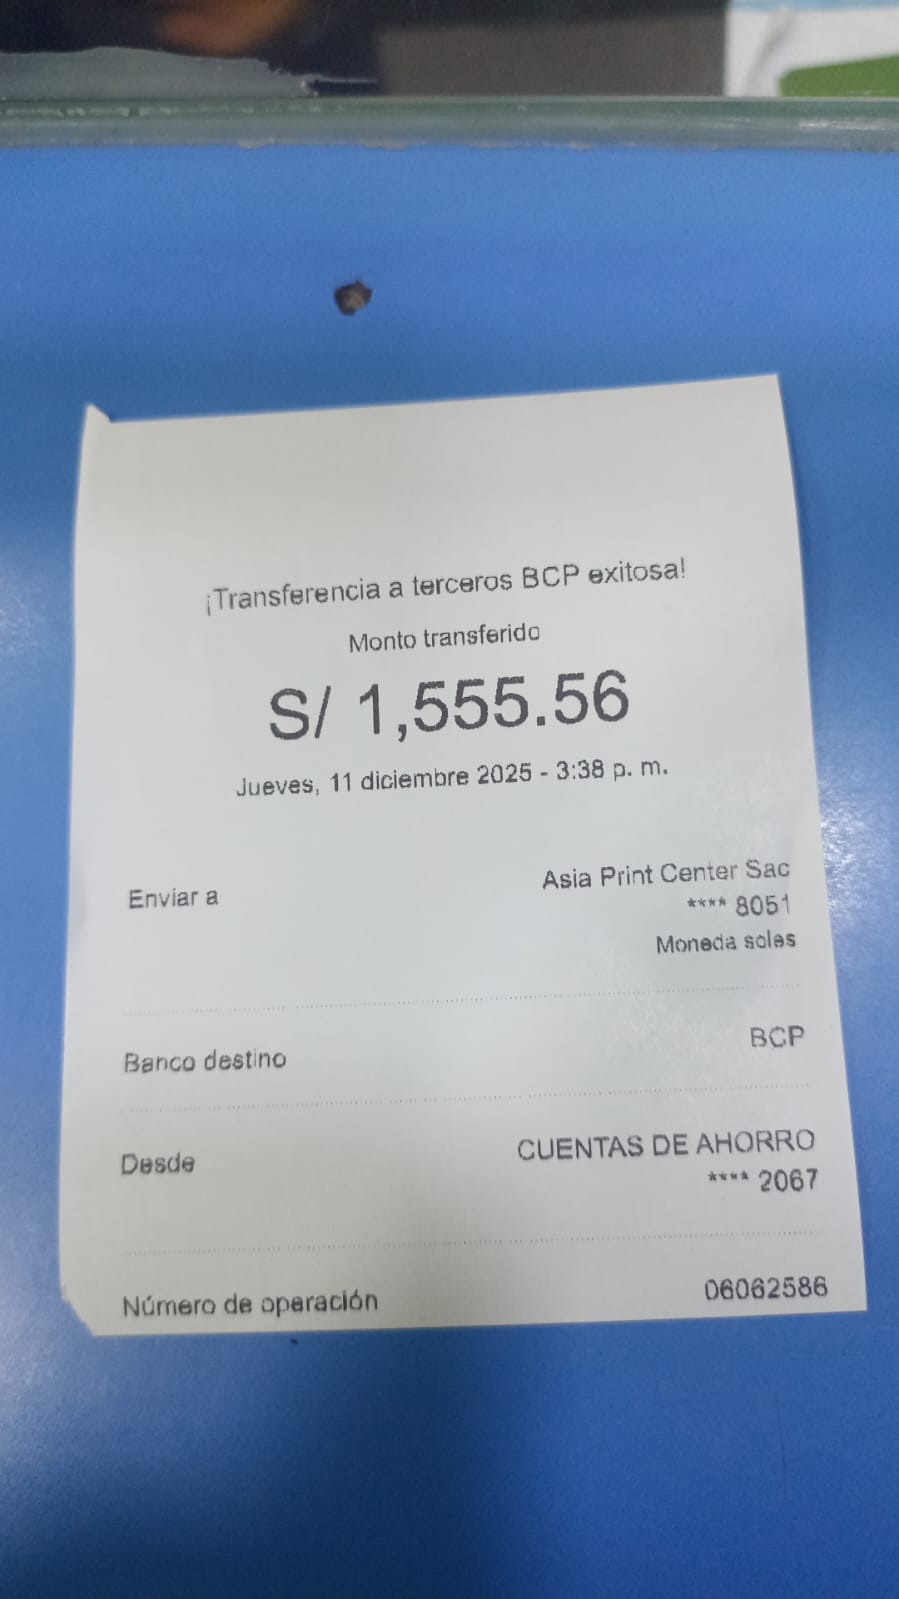 ¡Transferencia a terceros BCP exitosa!
Monto transferido
S/ 1,555.56
Jueves, 11 diciembre 2025 - 3:38 p. m.
Enviar a
Asia Print Center Sac
**** 8051
Moneda soles
Banco destino
BCP
Desde
CUENTAS DE AHORRO
**** 2067
Número de operación
06062586